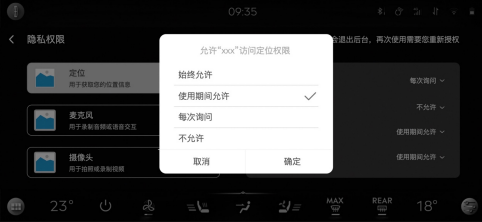 09:35
隐私权限
会退出后台，再次使用需要您重新授权
允许“xxx”访问定位权限
始终允许
使用期间允许
每次询问
不允许
取消
确定
定位
用于获取您的位置信息
每次询问
麦克风
用于录制音频或语音交互
不允许
使用期间允许
摄像头
用于拍照或录制视频
使用期间允许
23°
MAX
REAR
18°